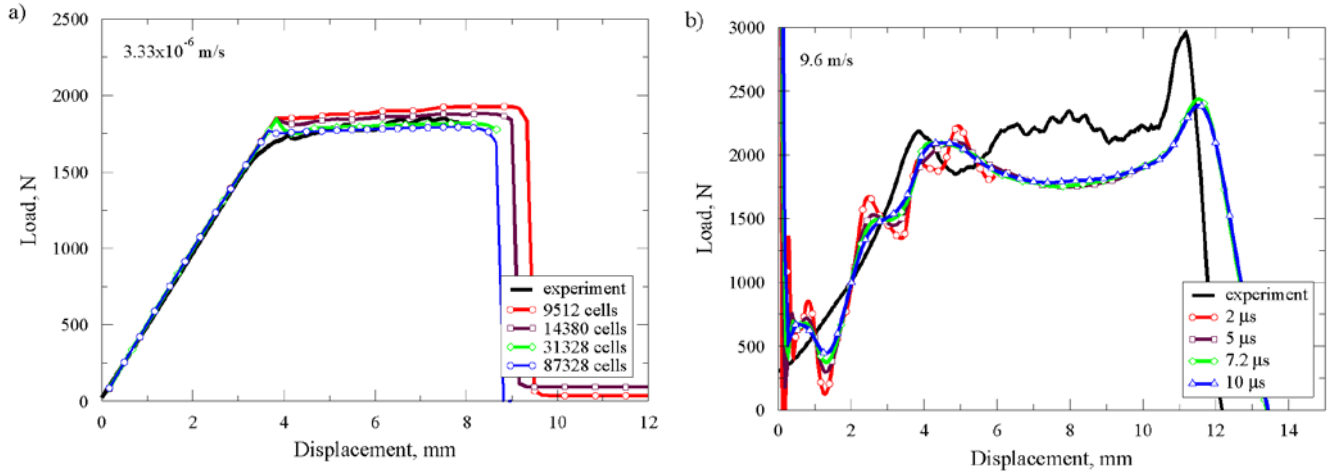 a)
3.33x10⁻⁶ m/s
Load, N
2500
2000
1500
1000
500
0
0 2 4 6 8 10 12
Displacement, mm
experiment
9512 cells
14380 cells
31328 cells
87328 cells
b)
9.6 m/s
Load, N
3000
2500
2000
1500
1000
500
0
0 2 4 6 8 10 12 14
Displacement, mm
experiment
2 μs
5 μs
7.2 μs
10 μs